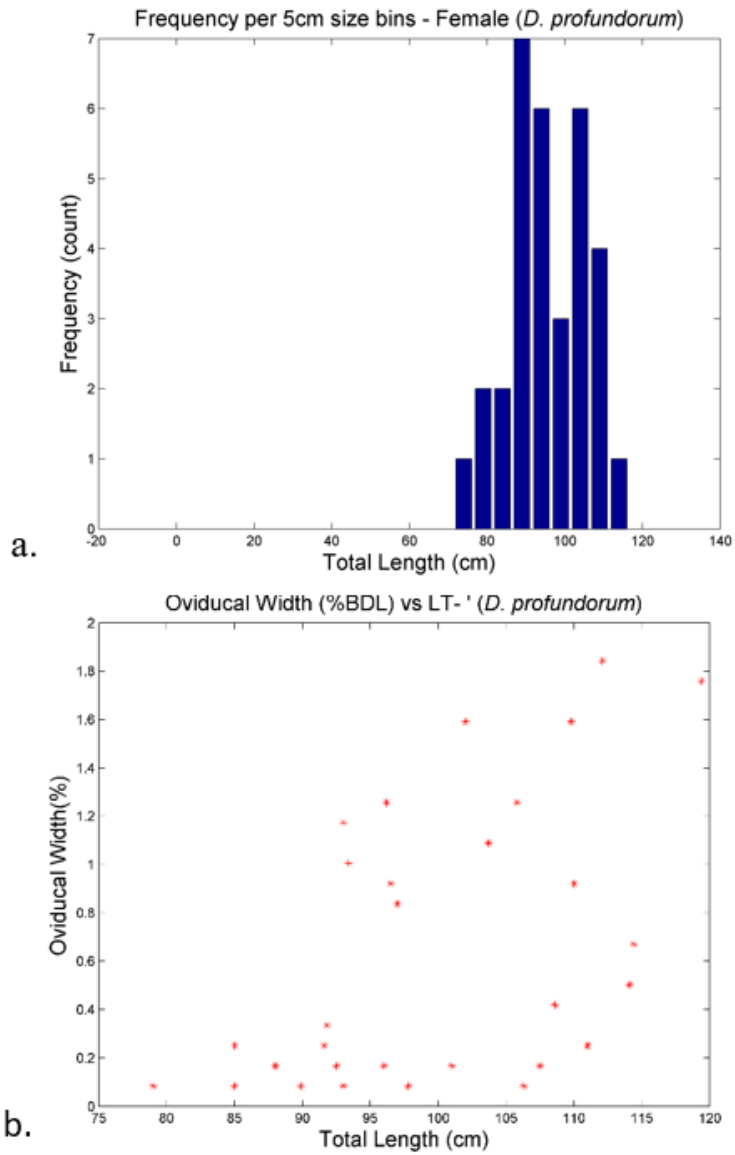 Frequency per 5cm size bins - Female (D. profundorum)
7
6
5
4
3
2
1
0
Frequency (count)
-20 0 20 40 60 80 100 120 140
Total Length (cm)
a.
Oviducal Width (%BDL) vs LT- ' (D. profundorum)
2
1.8
1.6
1.4
1.2
1
0.8
0.6
0.4
0.2
0
Oviducal Width(%)
75 80 85 90 95 100 105 110 115 120
Total Length (cm)
b.